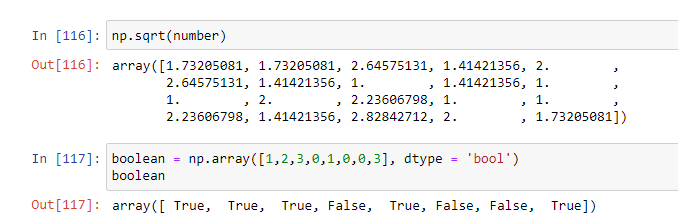 In [116]: np.sqrt(number)
Out[116]: array([1.73205081, 1.73205081, 2.64575131, 1.41421356, 2.        ,
       2.64575131, 1.41421356, 1.        , 1.41421356, 1.        ,
       1.        , 2.        , 2.23606798, 1.        , 1.        ,
       2.23606798, 1.41421356, 2.82842712, 2.        , 1.73205081])
In [117]: boolean = np.array([1,2,3,0,1,0,0,3], dtype = 'bool')
boolean
Out[117]: array([ True,  True,  True, False,  True, False, False,  True])